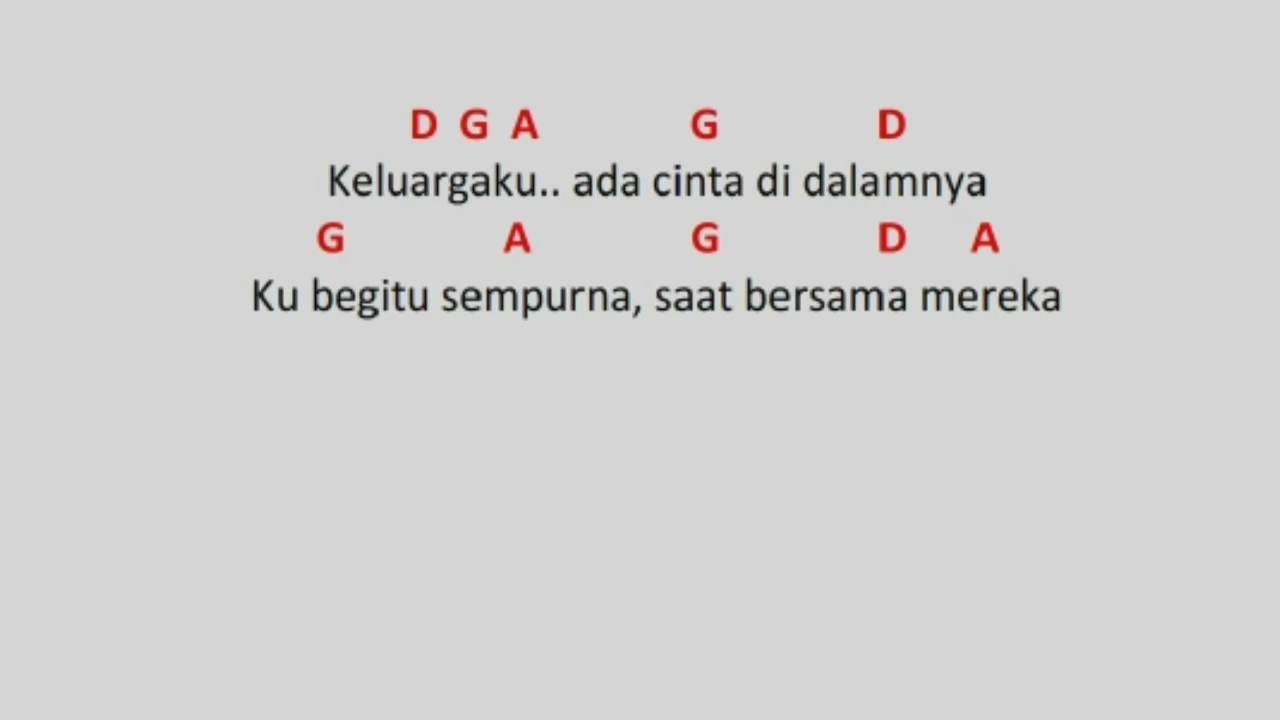 D G A G D
Keluargaku.. ada cinta di dalamnya
G A G D A
Ku begitu sempurna, saat bersama mereka